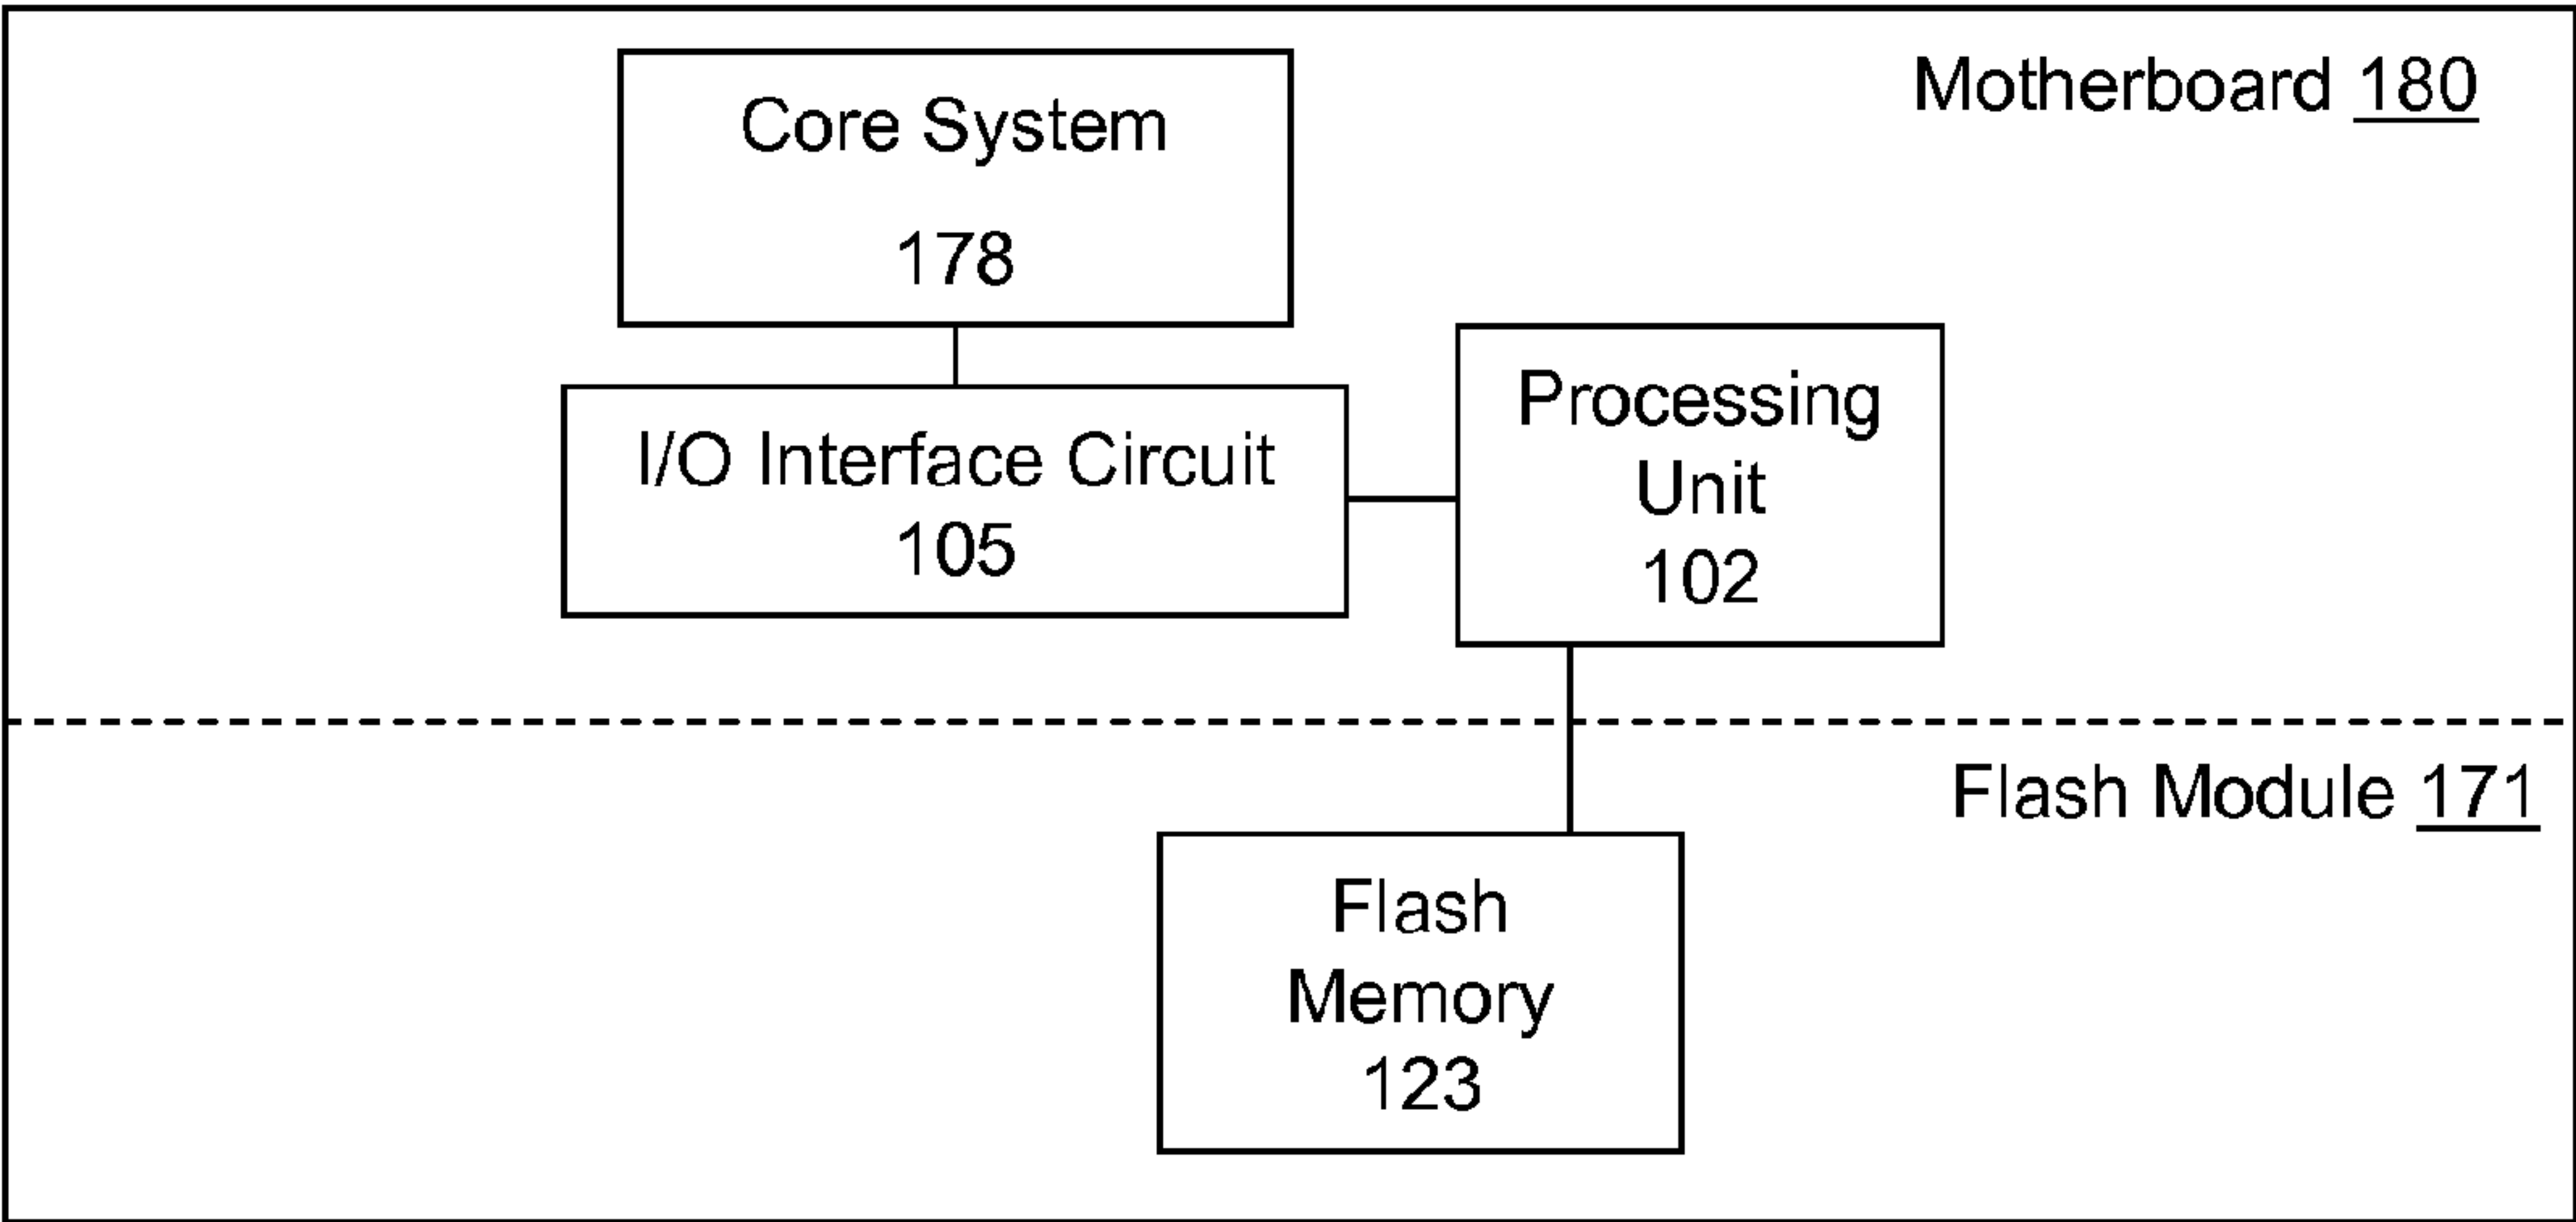 Motherboard 180
Core System
178
I/O Interface Circuit
105
Processing
Unit
102
Flash Module 171
Flash
Memory
123